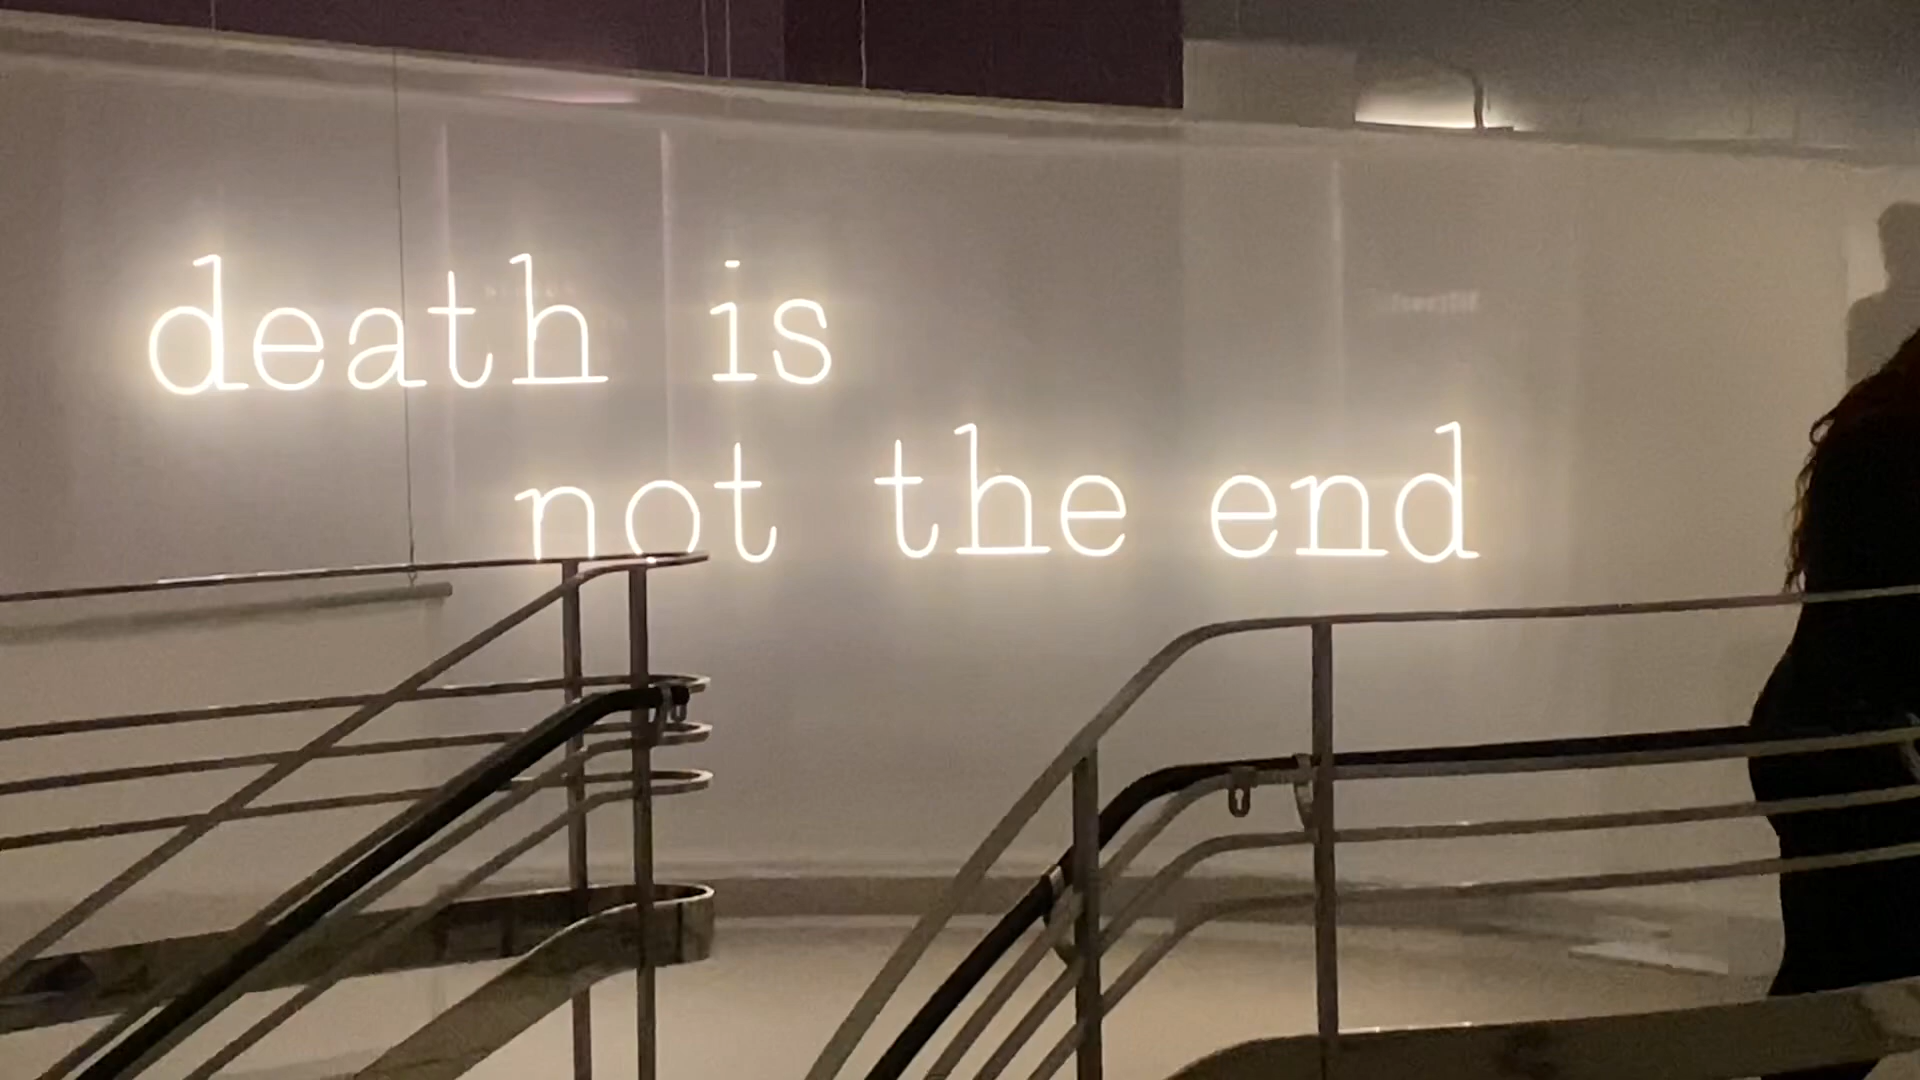 death is
not the end